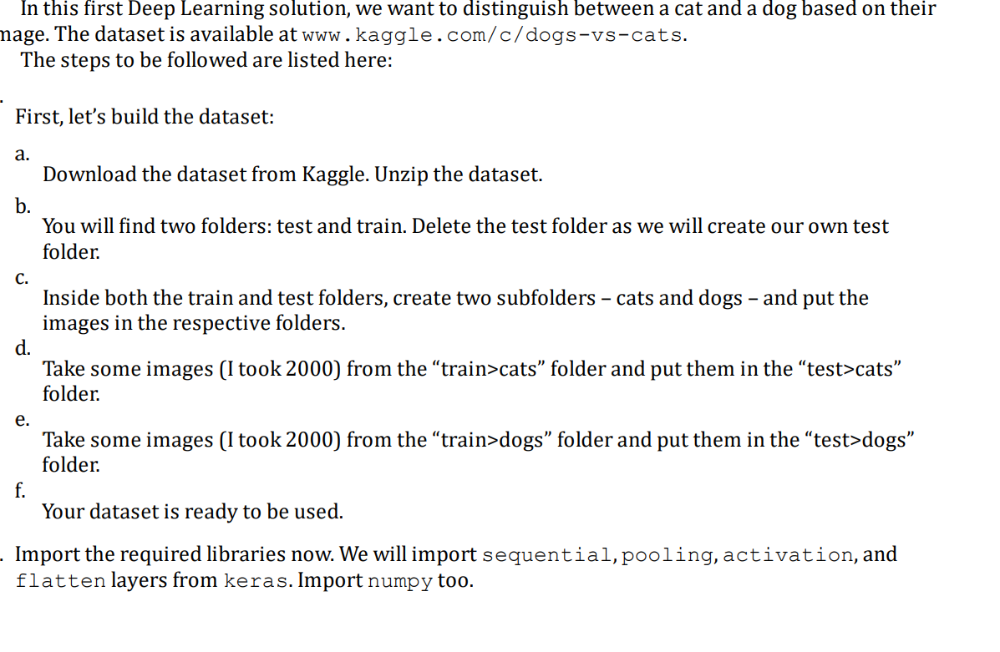 In this first Deep Learning solution, we want to distinguish between a cat and a dog based on their
mage. The dataset is available at www.kaggle.com/c/dogs-vs-cats.
The steps to be followed are listed here:
.
First, let’s build the dataset:
a.
Download the dataset from Kaggle. Unzip the dataset.
b.
You will find two folders: test and train. Delete the test folder as we will create our own test
folder.
c.
Inside both the train and test folders, create two subfolders – cats and dogs – and put the
images in the respective folders.
d.
Take some images (I took 2000) from the “train>cats” folder and put them in the “test>cats”
folder.
e.
Take some images (I took 2000) from the “train>dogs” folder and put them in the “test>dogs”
folder.
f.
Your dataset is ready to be used.
. Import the required libraries now. We will import sequential, pooling, activation, and
flatten layers from keras. Import numpy too.